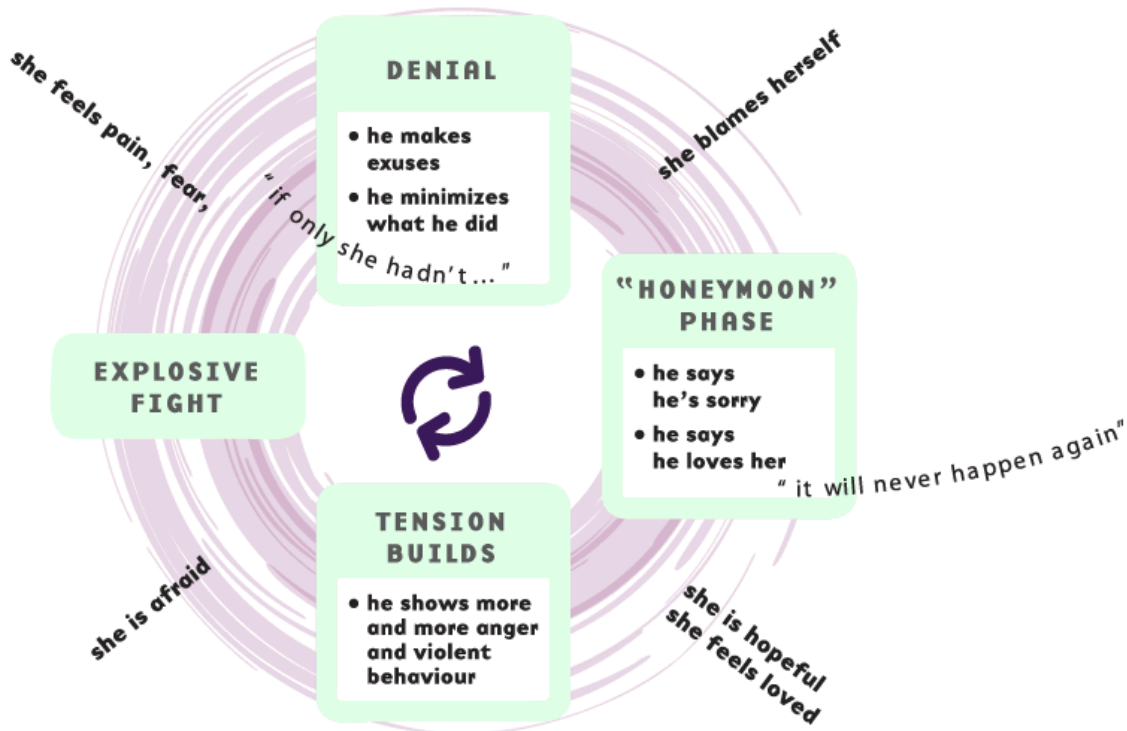 DENIAL
• he makes
exuses
• he minimizes
what he did
"if only she hadn't..."
she blames herself
"HONEYMOON"
PHASE
• he says
he's sorry
• he says
he loves her
"it will never happen again"
she is hopeful
she feels loved
TENSION
BUILDS
• he shows more
and more anger
and violent
behaviour
she is afraid
EXPLOSIVE
FIGHT
she feels pain, fear,